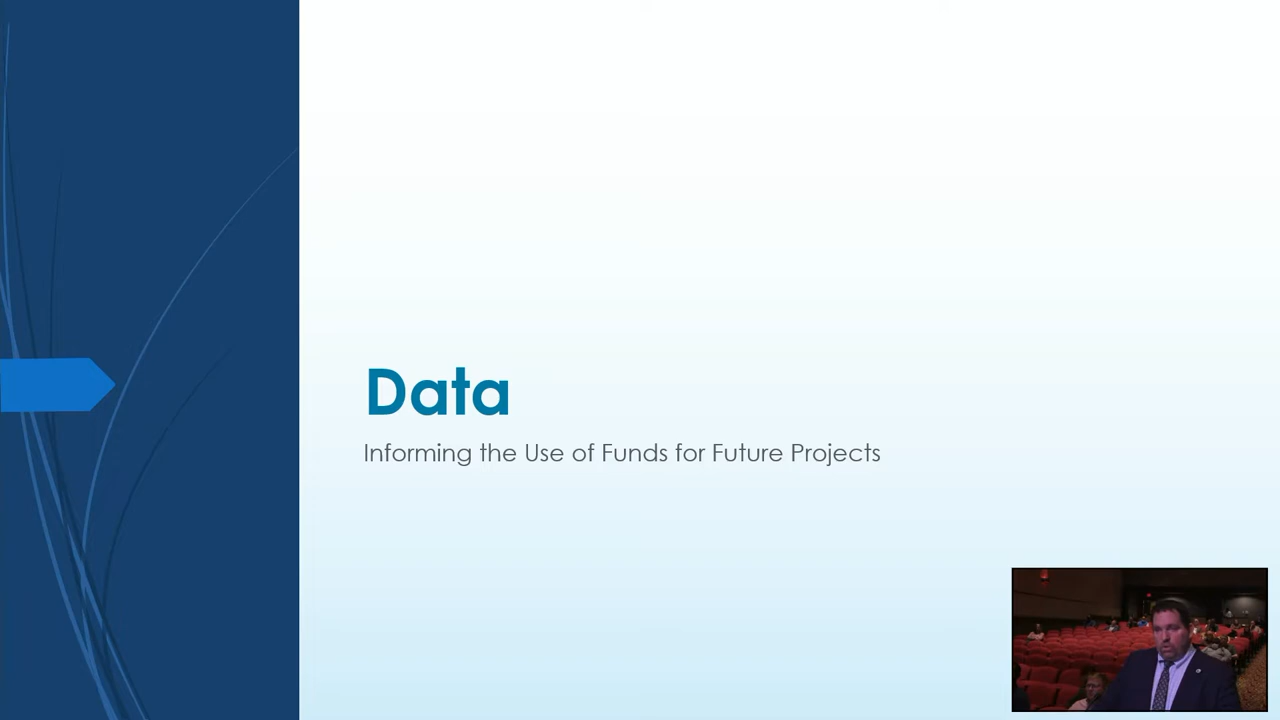 Data
Informing the Use of Funds for Future Projects